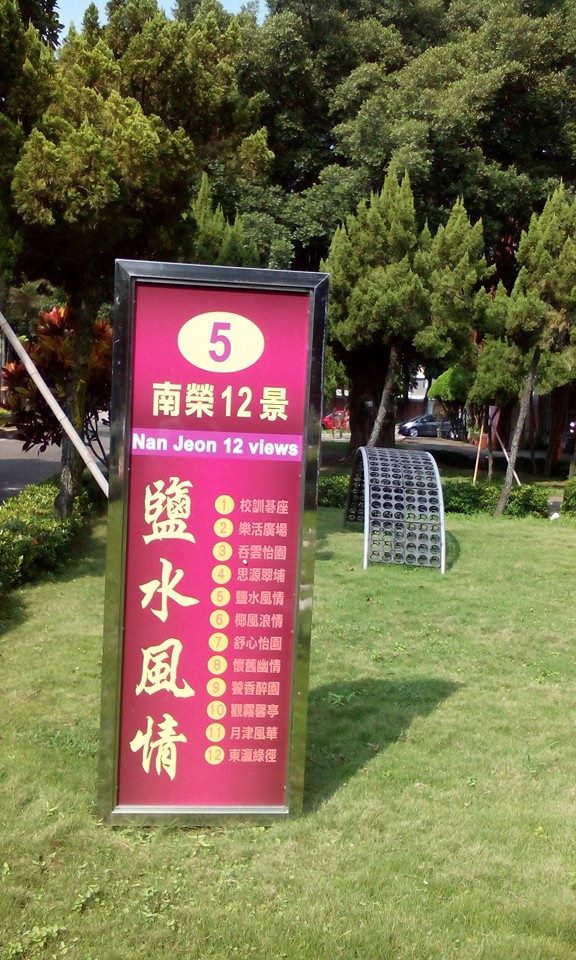 5
南榮12景
Nan Jeon 12 views
鹽水風情
1 校訓碁座
2 樂活廣場
3 吞雲怡園
4 思源翠埔
5 鹽水風情
6 椰風浪情
7 舒心怡園
8 懷舊幽情
9 饗香醉園
10 觀霧馨亭
11 月津風華
12 東瀛綠徑